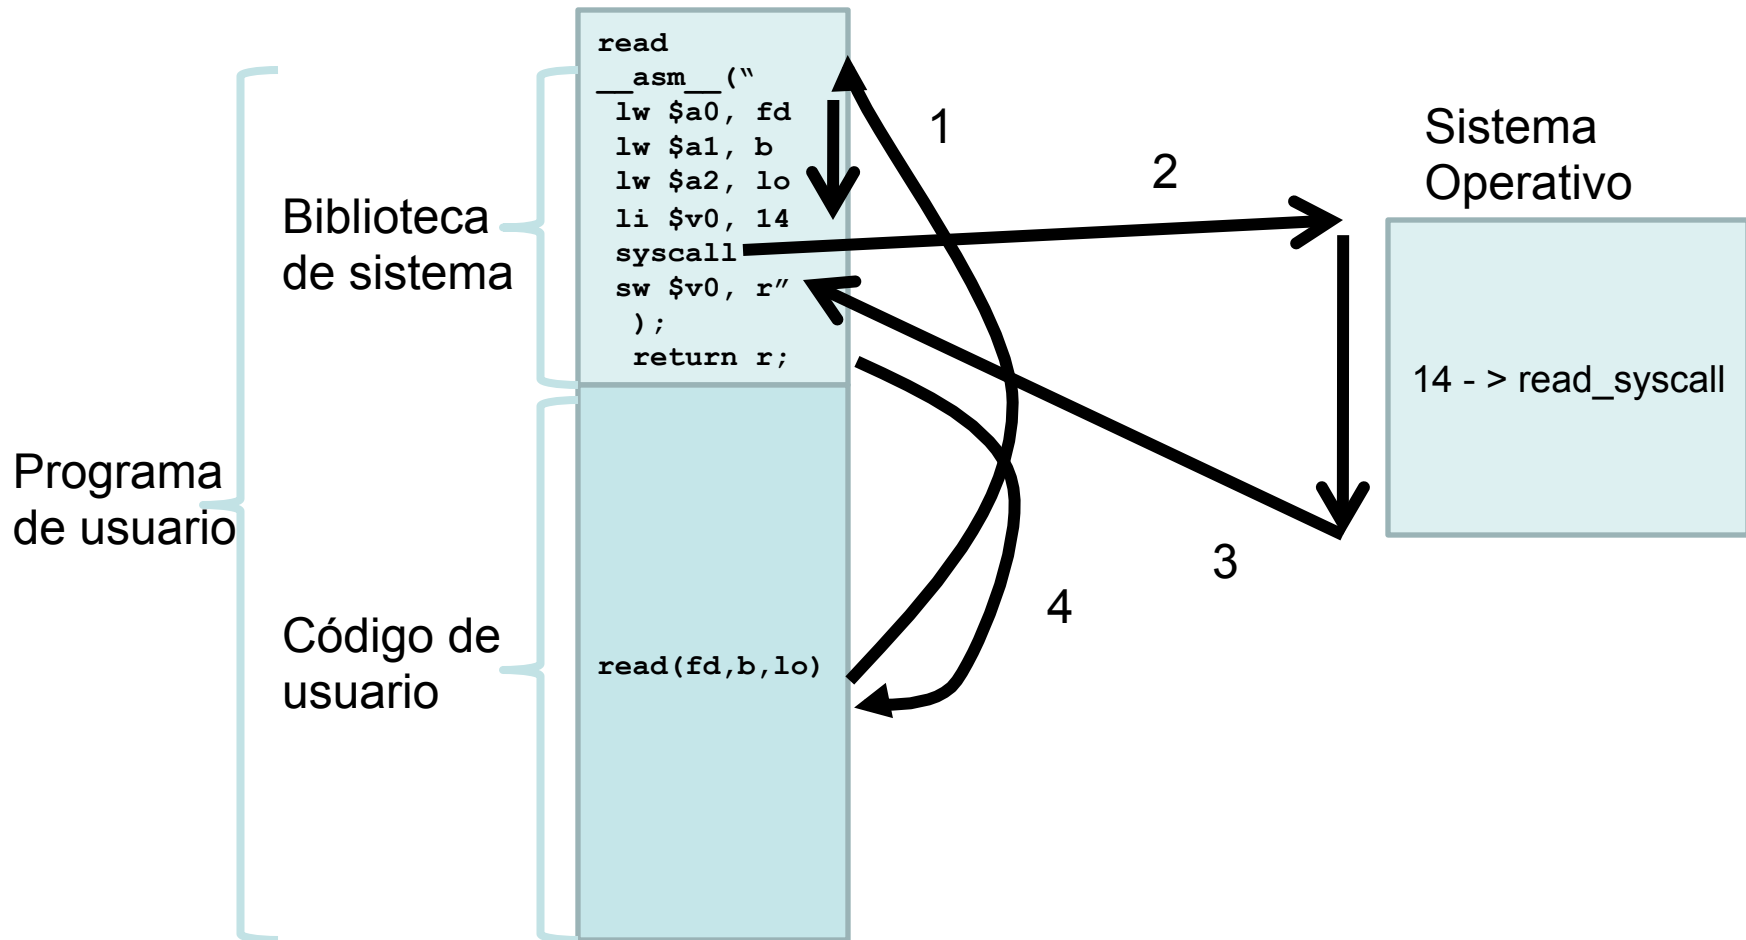 read
__asm__(“
lw $a0, fd
lw $a1, b
lw $a2, lo
li $v0, 14
syscall
sw $v0, r”
);
return r;
1
2
Sistema
Operativo
Biblioteca
de sistema
14 - > read_syscall
Programa
de usuario
3
4
Código de
usuario
read(fd,b,lo)